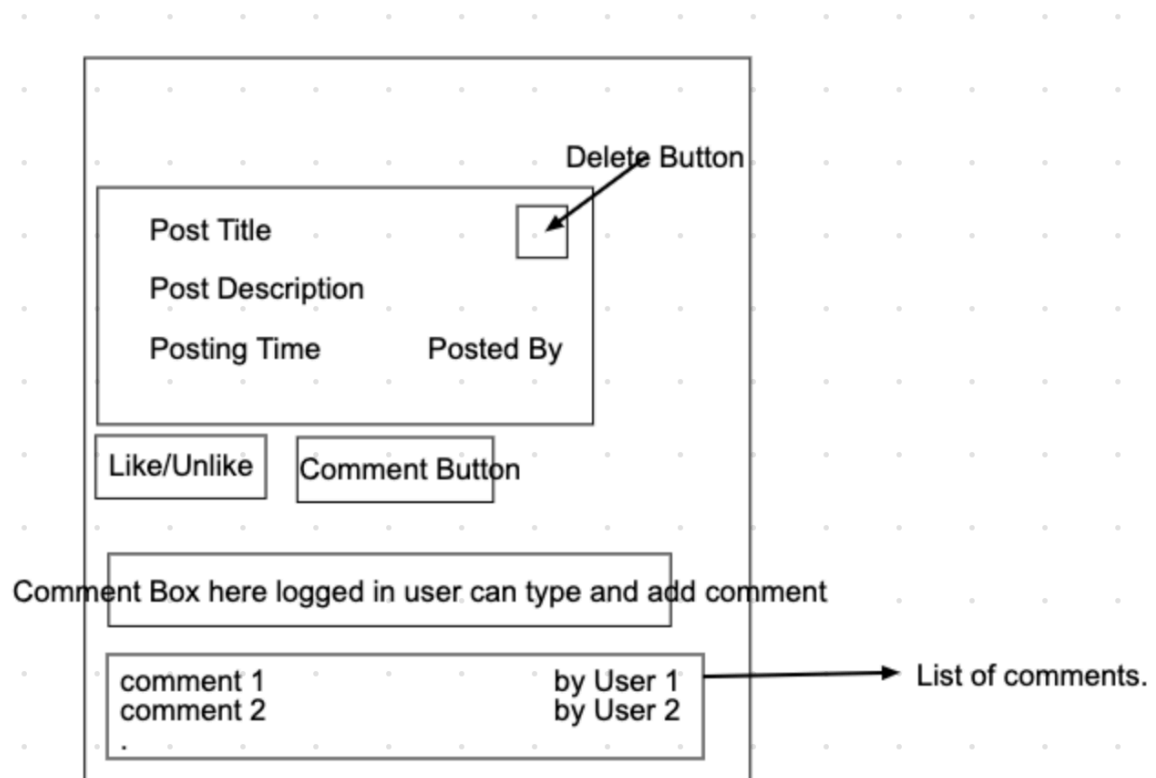 Delete Button
Post Title
Post Description
Posting Time Posted By
Like/Unlike Comment Button
Comment Box here logged in user can type and add comment
comment 1 by User 1 List of comments.
comment 2 by User 2
.